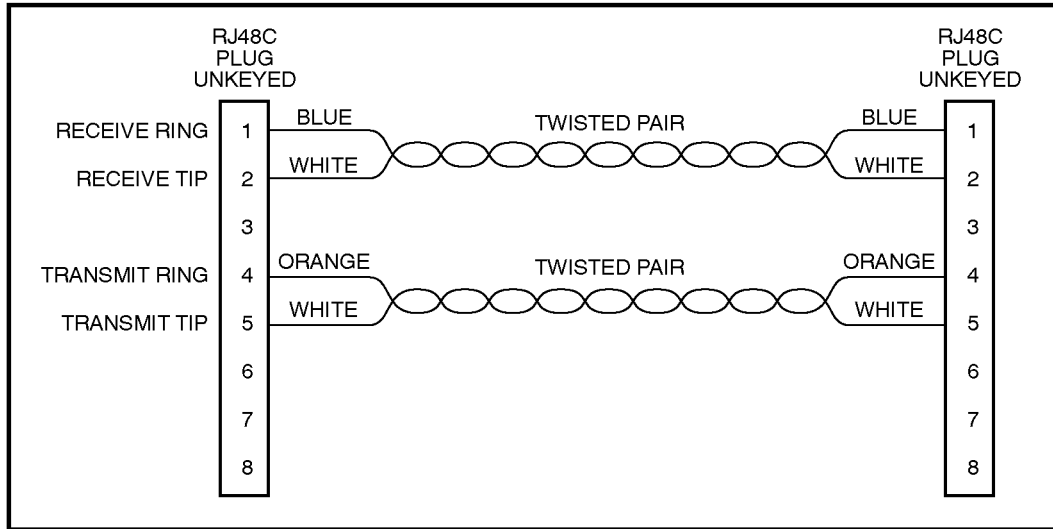 RJ48C
PLUG
UNKEYED
RJ48C
PLUG
UNKEYED
RECEIVE RING 1 BLUE TWISTED PAIR BLUE 1
RECEIVE TIP 2 WHITE WHITE 2
3 3
TRANSMIT RING 4 ORANGE TWISTED PAIR ORANGE 4
TRANSMIT TIP 5 WHITE WHITE 5
6 6
7 7
8 8